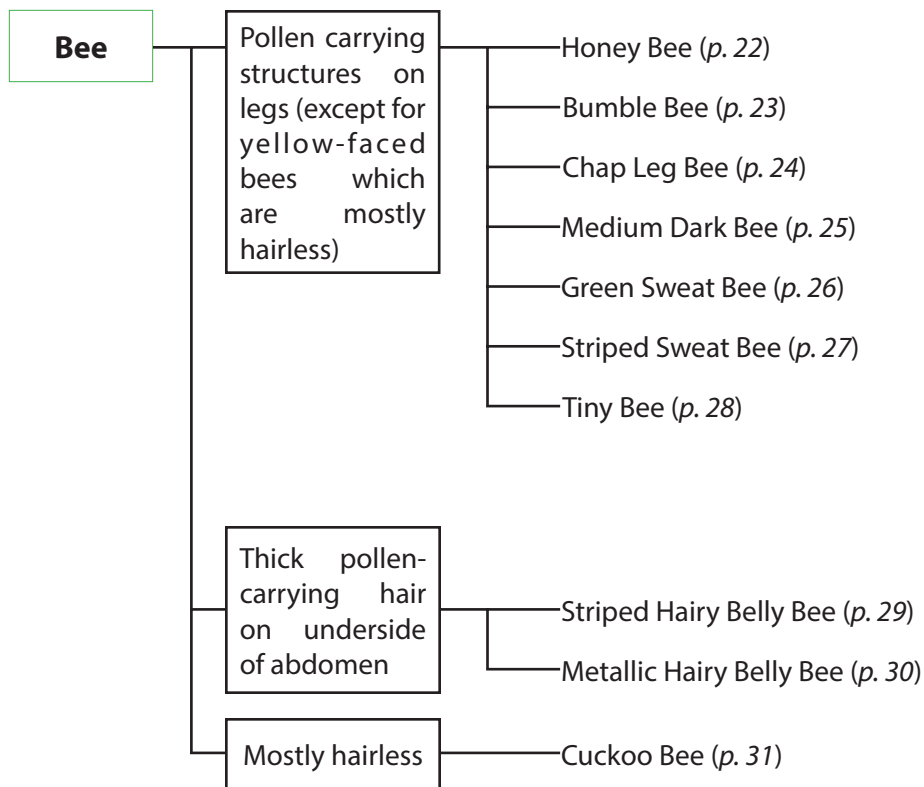 Bee
Pollen carrying
structures on
legs (except for
yellow-faced
bees which
are mostly
hairless)
Honey Bee (p. 22)
Bumble Bee (p. 23)
Chap Leg Bee (p. 24)
Medium Dark Bee (p. 25)
Green Sweat Bee (p. 26)
Striped Sweat Bee (p. 27)
Tiny Bee (p. 28)
Thick pollen-
carrying hair
on underside
of abdomen
Striped Hairy Belly Bee (p. 29)
Metallic Hairy Belly Bee (p. 30)
Mostly hairless
Cuckoo Bee (p. 31)